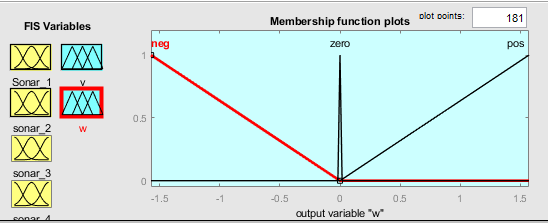 FIS Variables
Membership function plots
plot points:
181
neg
zero
pos
Sonar_1
v
sonar_2
w
sonar_3
1
0.5
0
-1.5
-1
-0.5
0
0.5
1
1.5
output variable "w"